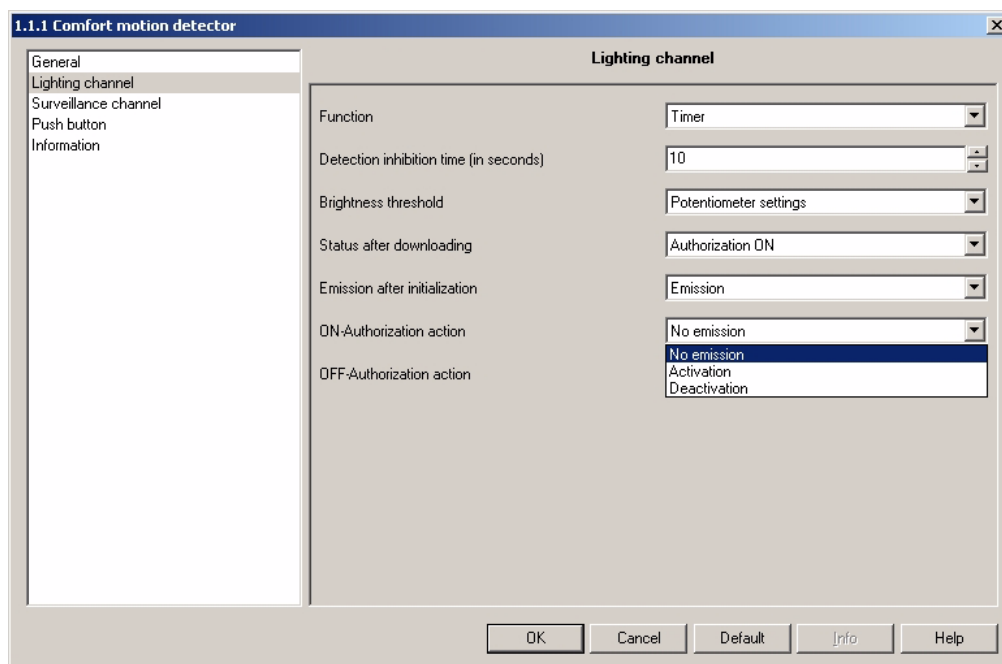 1.1.1 Comfort motion detector
General
Lighting channel
Surveillance channel
Push button
Information
Lighting channel
Function
Timer
Detection inhibition time (in seconds)
10
Brightness threshold
Potentiometer settings
Status after downloading
Authorization ON
Emission after initialization
Emission
ON-Authorization action
No emission
No emission
Activation
Deactivation
OFF-Authorization action
OK
Cancel
Default
Info
Help